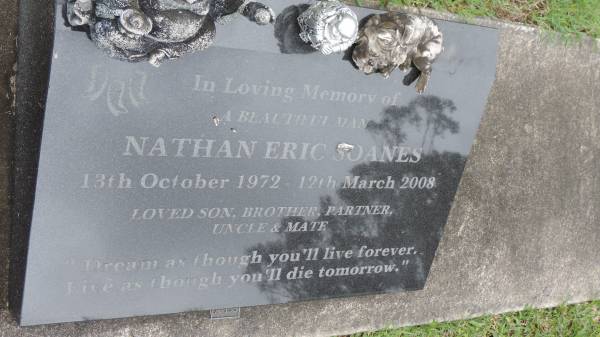 In Loving Memory of
A BEAUTIFUL MAN
NATHAN ERIC SOANES
13th October 1972 - 12th March 2008
LOVED SON, BROTHER, PARTNER,
UNCLE & MATE
"Dream as though you'll live forever.
Live as though you'll die tomorrow."